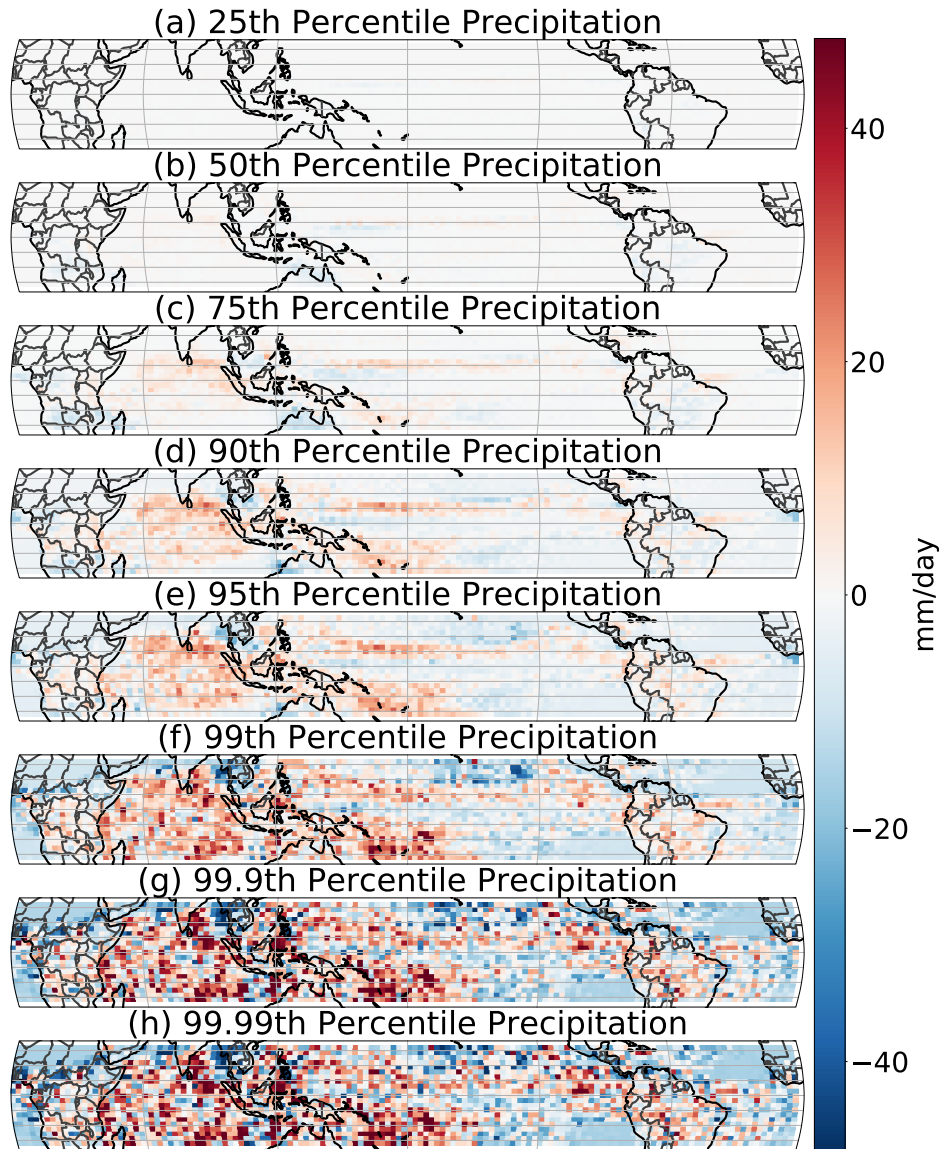 (a) 25th Percentile Precipitation
(b) 50th Percentile Precipitation
(c) 75th Percentile Precipitation
(d) 90th Percentile Precipitation
(e) 95th Percentile Precipitation
(f) 99th Percentile Precipitation
(g) 99.9th Percentile Precipitation
(h) 99.99th Percentile Precipitation
40
20
0
−20
−40
mm/day